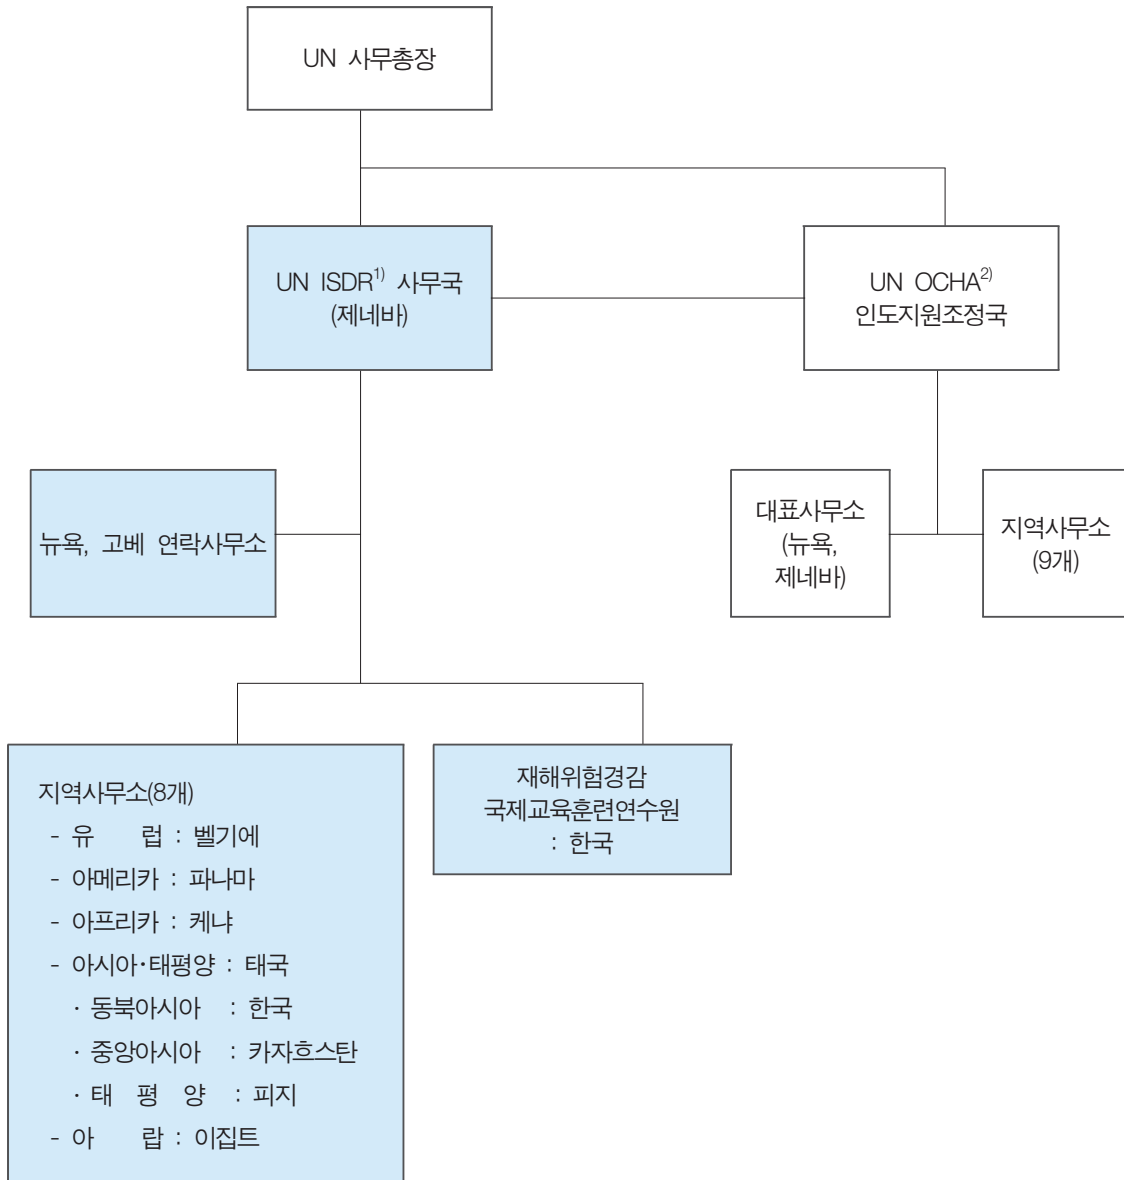 UN 사무총장
UN ISDR1) 사무국
(제네바)
UN OCHA2)
인도지원조정국
뉴욕, 고베 연락사무소
대표사무소
(뉴욕,
제네바)
지역사무소
(9개)
지역사무소(8개)
- 유 럽 : 벨기에
- 아메리카 : 파나마
- 아프리카 : 케냐
- 아시아·태평양 : 태국
· 동북아시아 : 한국
· 중앙아시아 : 카자흐스탄
· 태 평 양 : 피지
- 아 랍 : 이집트
재해위험경감
국제교육훈련연수원
: 한국